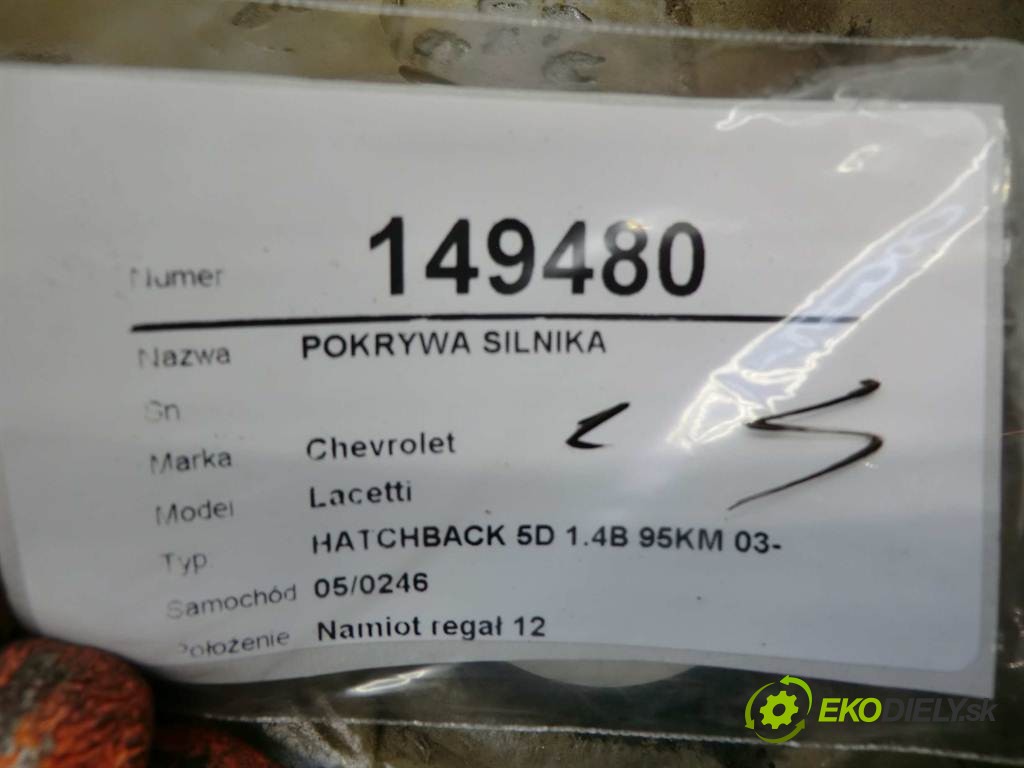 Numer 149480
Nazwa POKRYWA SILNIKA
Sn
Marka Chevrolet
Model Lacetti
Typ HATCHBACK 5D 1.4B 95KM 03-
Samochód 05/0246
Położenie Namiot regał 12
EKODIELY.sk